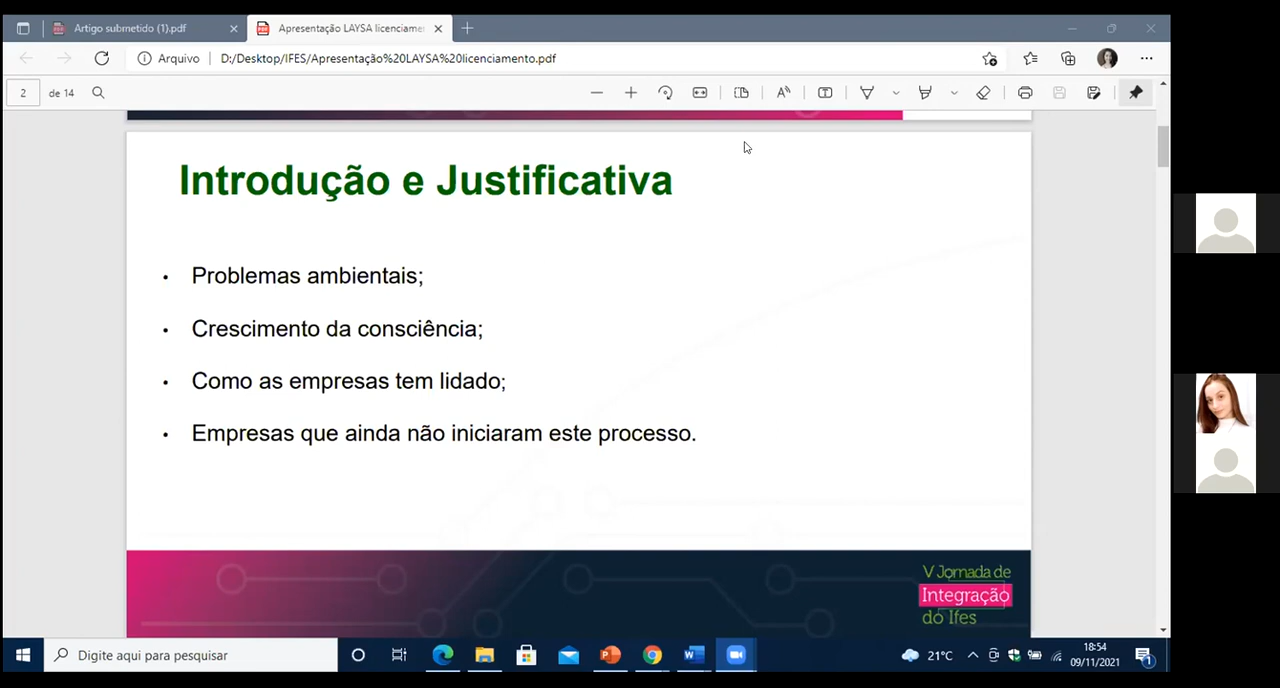 Artigo submetido (1).pdf
Apresentação LAYSA licenciame
Arquivo
D:/Desktop/IFES/Apresentação%20LAYSA%20licenciamento.pdf
2 de 14
Introdução e Justificativa
• Problemas ambientais;
• Crescimento da consciência;
• Como as empresas tem lidado;
• Empresas que ainda não iniciaram este processo.
V Jornada de
Integração
do Ifes
Digite aqui para pesquisar
21°C
18:54
09/11/2021
1